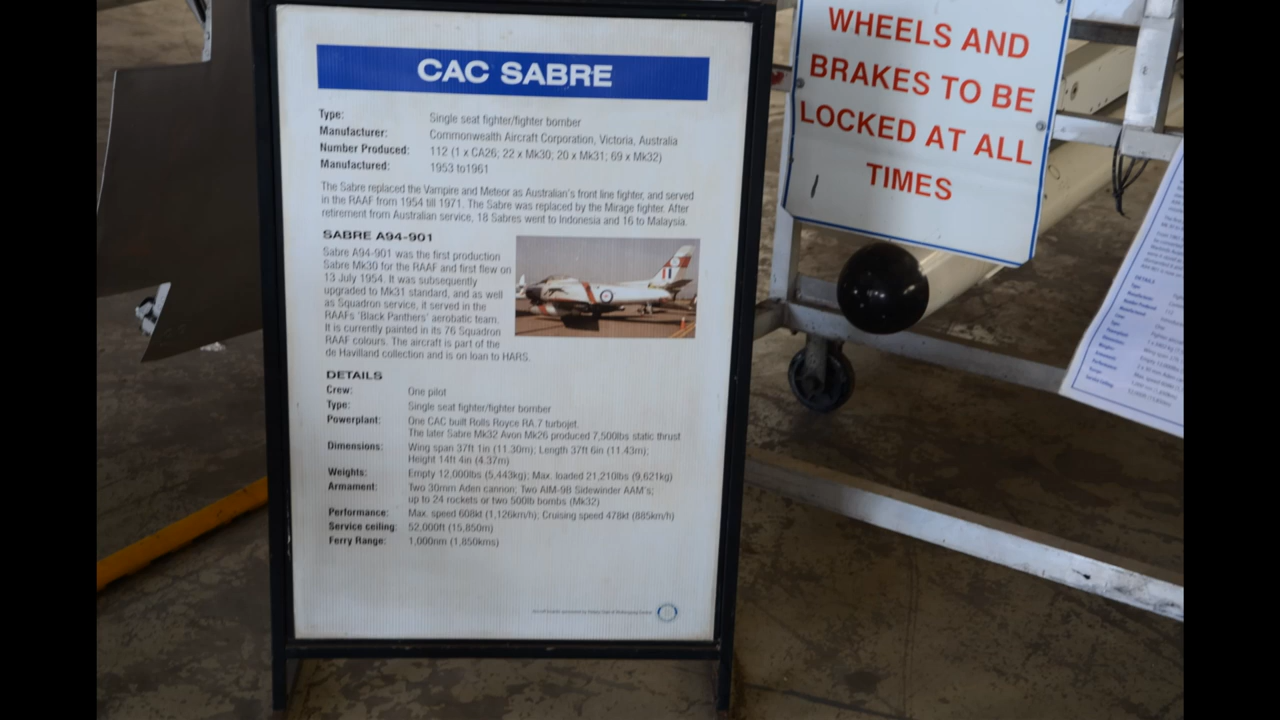 CAC SABRE
Type: Single seat fighter/fighter bomber
Manufacturer: Commonwealth Aircraft Corporation, Victoria, Australia
Number Produced: 112 (1 x CA26; 22 x Mk30; 20 x Mk31; 69 x Mk32)
Manufactured: 1953 to1961
The Sabre replaced the Vampire and Meteor as Australian's front line fighter, and served
in the RAAF from 1954 till 1971. The Sabre was replaced by the Mirage fighter. After
retirement from Australian service, 18 Sabres went to Indonesia and 16 to Malaysia.
SABRE A94-901
Sabre A94-901 was the first production
Sabre Mk30 for the RAAF and first flew on
13 July 1954. It was subsequently
upgraded to Mk31 standard, and as well
as Squadron service, it served in the
RAAFs 'Black Panthers' aerobatic team.
It is currently painted in its 76 Squadron
RAAF colours. The aircraft is part of the
de Havilland collection and is on loan to HARS.
DETAILS
Crew: One pilot
Type: Single seat fighter/fighter bomber
Powerplant: One CAC built Rolls Royce RA.7 turbojet.
The later Sabre Mk32 Avon Mk26 produced 7,500lbs static thrust
Dimensions: Wing span 37ft 1in (11.30m); Length 37ft 6in (11.43m);
Height 14ft 4in (4.37m)
Weights: Empty 12,000lbs (5,443kg); Max. loaded 21,210lbs (9,621kg)
Armament: Two 30mm Aden cannon; Two AIM-9B Sidewinder AAM's;
up to 24 rockets or two 500lb bombs (Mk32)
Performance: Max. speed 608kt (1,126km/h); Cruising speed 478kt (885km/h)
Service ceiling: 52,000ft (15,850m)
Ferry Range: 1,000nm (1,850kms)
WHEELS AND
BRAKES TO BE
LOCKED AT ALL
TIMES
DETAILS
Type:
Manufacturer: